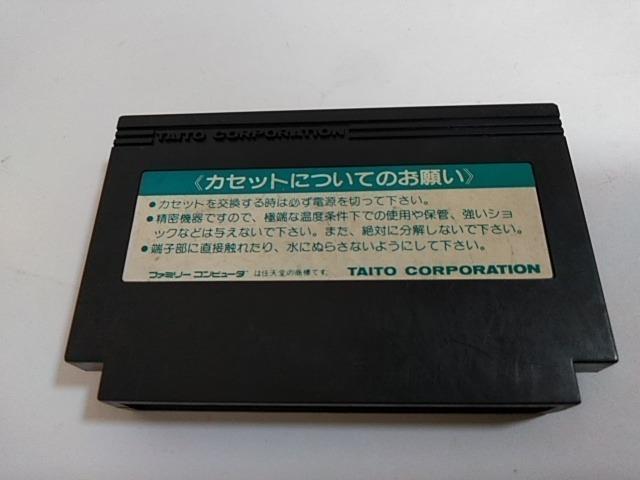 TAITO CORPORATION
《カセットについてのお願い》
●カセットを交換する時は必ず電源を切って下さい。
●精密機器ですので、極端な温度条件下での使用や保管、強いショ
ックなどは与えないで下さい。また、絶対に分解しないで下さい。
●端子部に直接触れたり、水にぬらさないようにして下さい。
ファミリーコンピュータ は任天堂の商標です。 TAITO CORPORATION